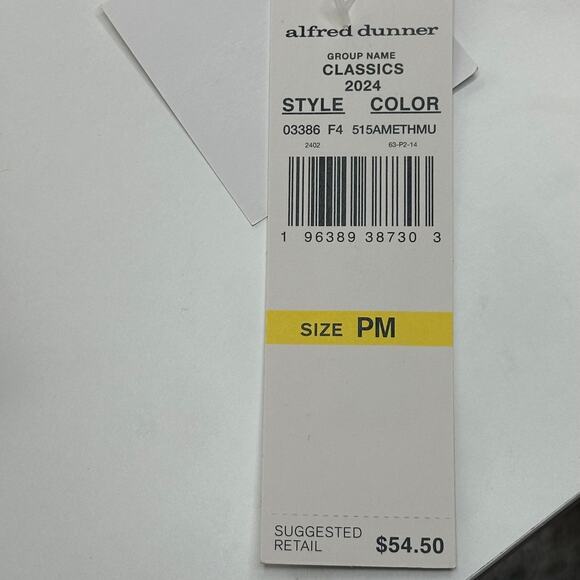 alfred dunner
GROUP NAME
CLASSICS
2024
STYLE COLOR
03386 F4 515AMETHMU
2402 63-P2-14
1 96389 38730 3
SIZE PM
SUGGESTED
RETAIL $54.50